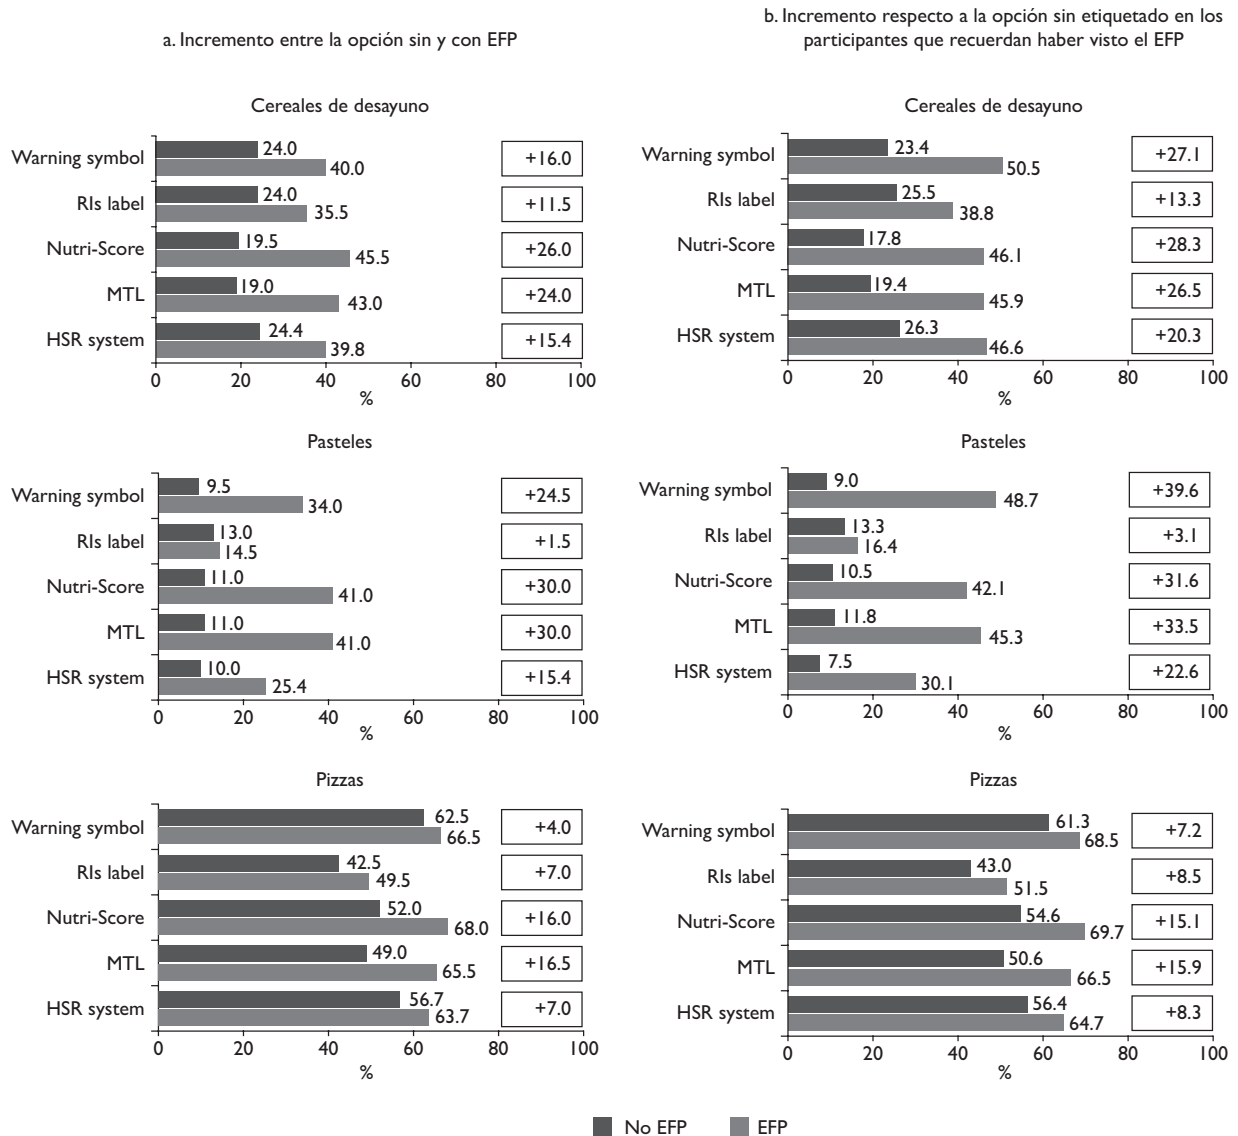 a. Incremento entre la opción sin y con EFP
Cereales de desayuno
Warning symbol 24.0 40.0 +16.0
RIs label 24.0 35.5 +11.5
Nutri-Score 19.5 45.5 +26.0
MTL 19.0 43.0 +24.0
HSR system 24.4 39.8 +15.4
0 20 40 60 80 100
%
Pasteles
Warning symbol 9.5 34.0 +24.5
RIs label 13.0 14.5 +1.5
Nutri-Score 11.0 41.0 +30.0
MTL 11.0 41.0 +30.0
HSR system 10.0 25.4 +15.4
0 20 40 60 80 100
%
Pizzas
Warning symbol 62.5 66.5 +4.0
RIs label 42.5 49.5 +7.0
Nutri-Score 52.0 68.0 +16.0
MTL 49.0 65.5 +16.5
HSR system 56.7 63.7 +7.0
0 20 40 60 80 100
%
b. Incremento respecto a la opción sin etiquetado en los
participantes que recuerdan haber visto el EFP
Cereales de desayuno
Warning symbol 23.4 50.5 +27.1
RIs label 25.5 38.8 +13.3
Nutri-Score 17.8 46.1 +28.3
MTL 19.4 45.9 +26.5
HSR system 26.3 46.6 +20.3
0 20 40 60 80 100
%
Pasteles
Warning symbol 9.0 48.7 +39.6
RIs label 13.3 16.4 +3.1
Nutri-Score 10.5 42.1 +31.6
MTL 11.8 45.3 +33.5
HSR system 7.5 30.1 +22.6
0 20 40 60 80 100
%
Pizzas
Warning symbol 61.3 68.5 +7.2
RIs label 43.0 51.5 +8.5
Nutri-Score 54.6 69.7 +15.1
MTL 50.6 66.5 +15.9
HSR system 56.4 64.7 +8.3
0 20 40 60 80 100
%
No EFP EFP